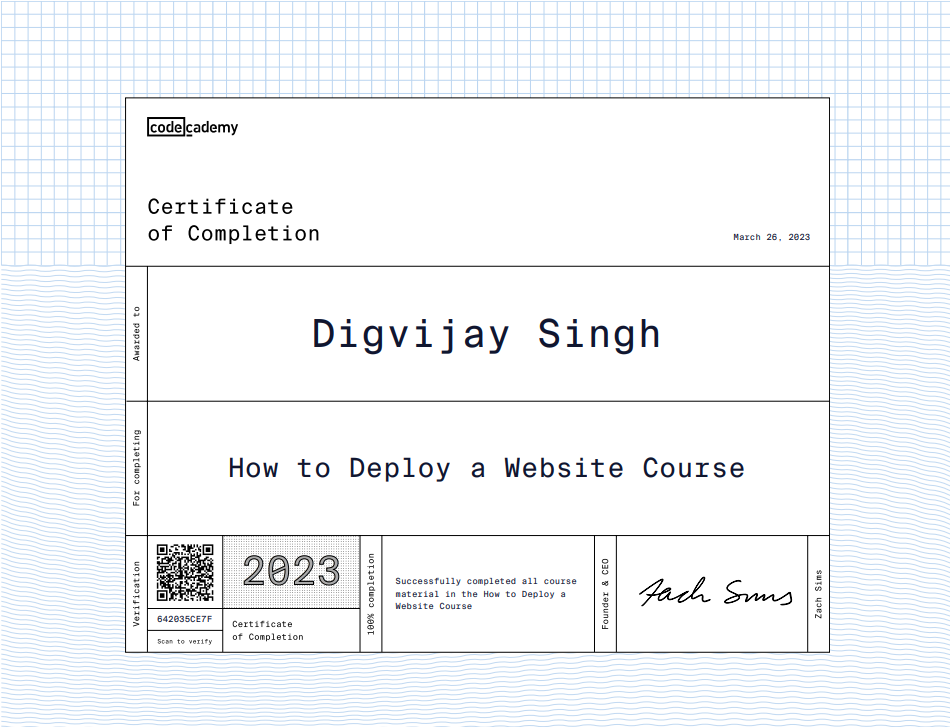 codecademy
Certificate
of Completion
March 26, 2023
Awarded to
Digvijay Singh
For completing
How to Deploy a Website Course
Verification
642035CE7F
Scan to verify
2023
Certificate
of Completion
100% completion
Successfully completed all course
material in the How to Deploy a
Website Course
Founder & CEO
Zach Sims
Zach Sims